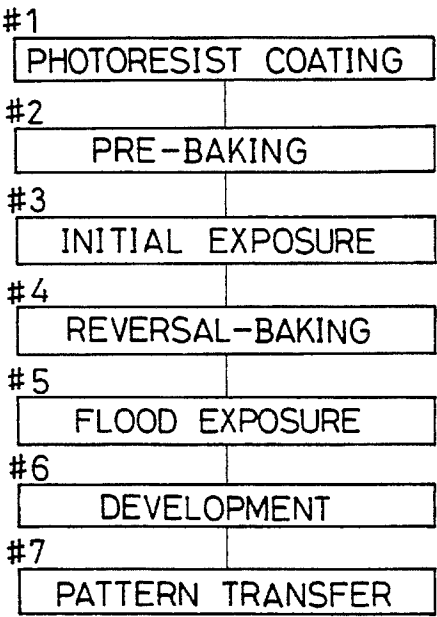 #1
PHOTORESIST COATING
#2
PRE-BAKING
#3
INITIAL EXPOSURE
#4
REVERSAL-BAKING
#5
FLOOD EXPOSURE
#6
DEVELOPMENT
#7
PATTERN TRANSFER